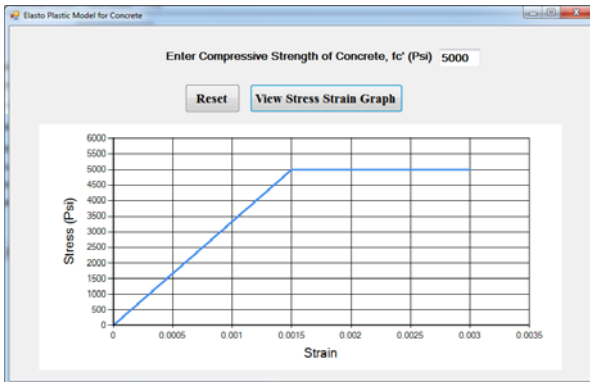 Elasto Plastic Model for Concrete
Enter Compressive Strength of Concrete, fc' (Psi) 5000
Reset View Stress Strain Graph
6000
5500
5000
4500
4000
3500
3000
2500
2000
1500
1000
500
0
Stress (Psi)
0 0.0005 0.001 0.0015 0.002 0.0025 0.003 0.0035
Strain